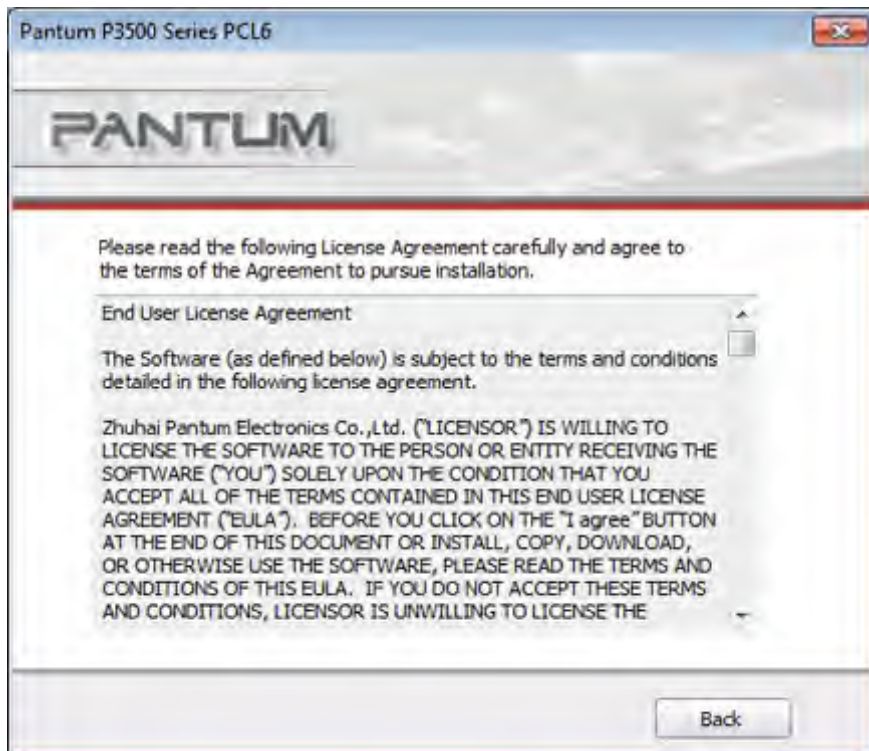 Pantum P3500 Series PCL6
PANTUM
Please read the following License Agreement carefully and agree to
the terms of the Agreement to pursue installation.
End User License Agreement
The Software (as defined below) is subject to the terms and conditions
detailed in the following license agreement.
Zhuhai Pantum Electronics Co.,Ltd. ("LICENSOR") IS WILLING TO
LICENSE THE SOFTWARE TO THE PERSON OR ENTITY RECEIVING THE
SOFTWARE ("YOU") SOLELY UPON THE CONDITION THAT YOU
ACCEPT ALL OF THE TERMS CONTAINED IN THIS END USER LICENSE
AGREEMENT ("EULA").  BEFORE YOU CLICK ON THE "I agree" BUTTON
AT THE END OF THIS DOCUMENT OR INSTALL, COPY, DOWNLOAD,
OR OTHERWISE USE THE SOFTWARE, PLEASE READ THE TERMS AND
CONDITIONS OF THIS EULA.  IF YOU DO NOT ACCEPT THESE TERMS
AND CONDITIONS, LICENSOR IS UNWILLING TO LICENSE THE
Back